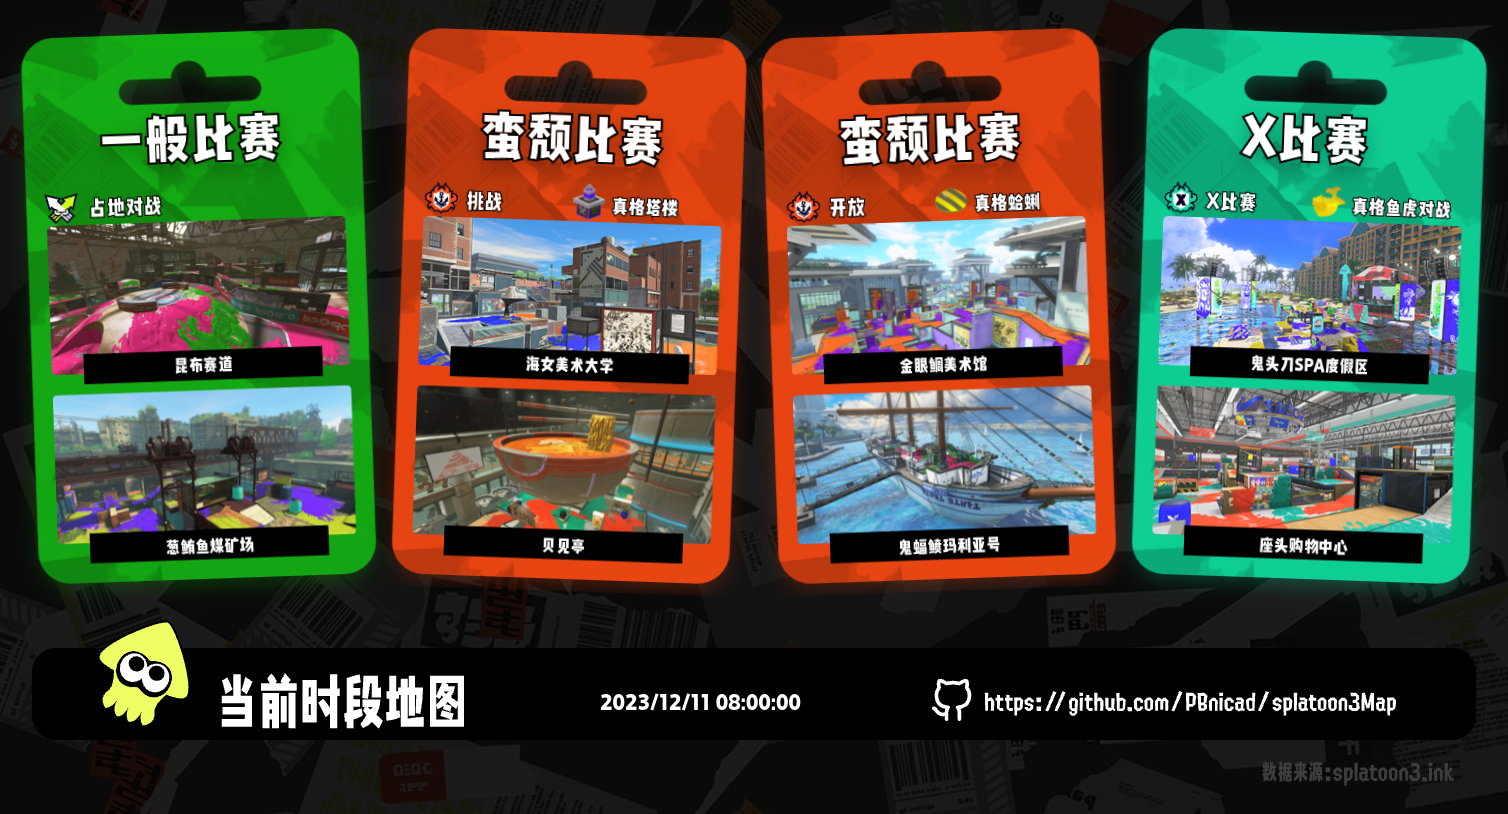 一般比赛
占地对战
昆布赛道
葱鲔鱼煤矿场
蛮颓比赛
挑战
真格塔楼
海女美术大学
贝见亭
蛮颓比赛
开放
真格蛤蜊
金眼鲷美术馆
鬼蝠鲼玛利亚号
X比赛
X比赛
真格鱼虎对战
鬼头刀SPA度假区
座头购物中心
当前时段地图
2023/12/11 08:00:00
https://github.com/PBnicad/splatoon3Map
数据来源:splatoon3.ink